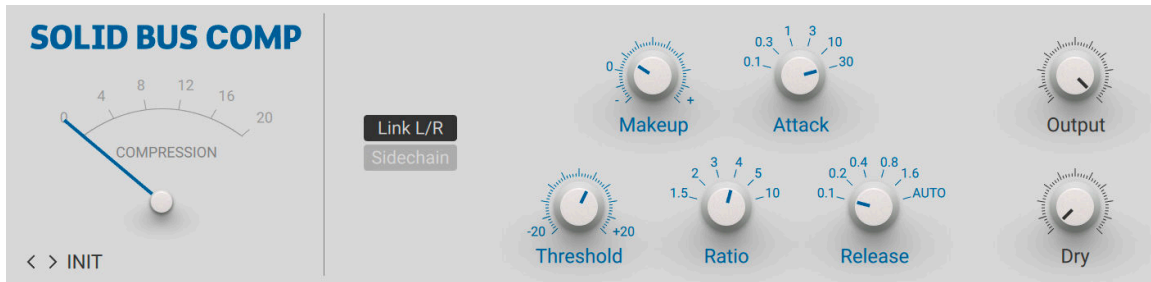 SOLID BUS COMP
0 4 8 12 16 20
COMPRESSION
< > INIT
Link L/R
Sidechain
0 - +
Makeup
0.1 0.3 1 3 10 30
Attack
Output
-20 +20
Threshold
1.5 2 3 4 5 10
Ratio
0.1 0.2 0.4 0.8 1.6 AUTO
Release
Dry